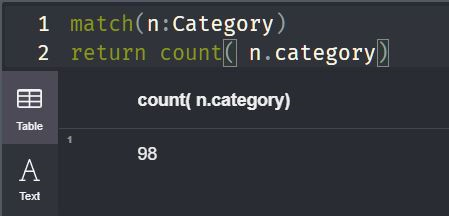 1 match(n:Category)
2 return count( n.category)
Table
count( n.category)
1
98
A
Text